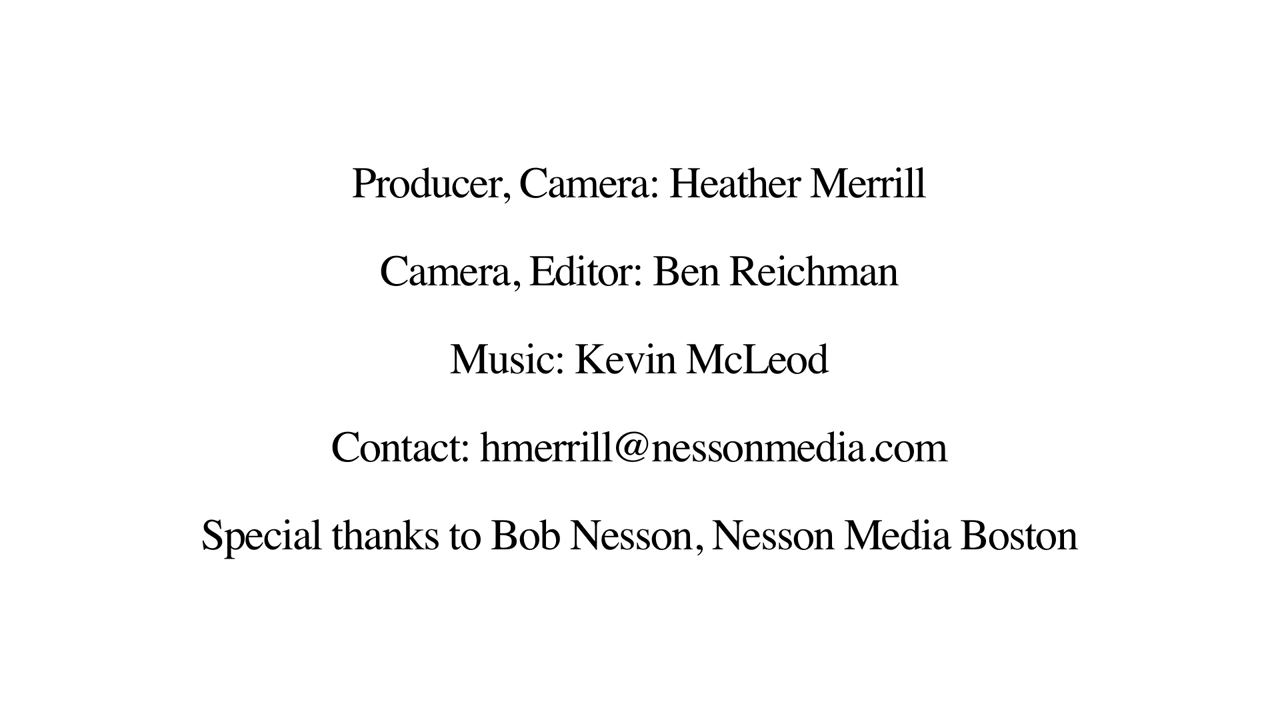 Producer, Camera: Heather Merrill
Camera, Editor: Ben Reichman
Music: Kevin McLeod
Contact: hmerrill@nessonmedia.com
Special thanks to Bob Nesson, Nesson Media Boston